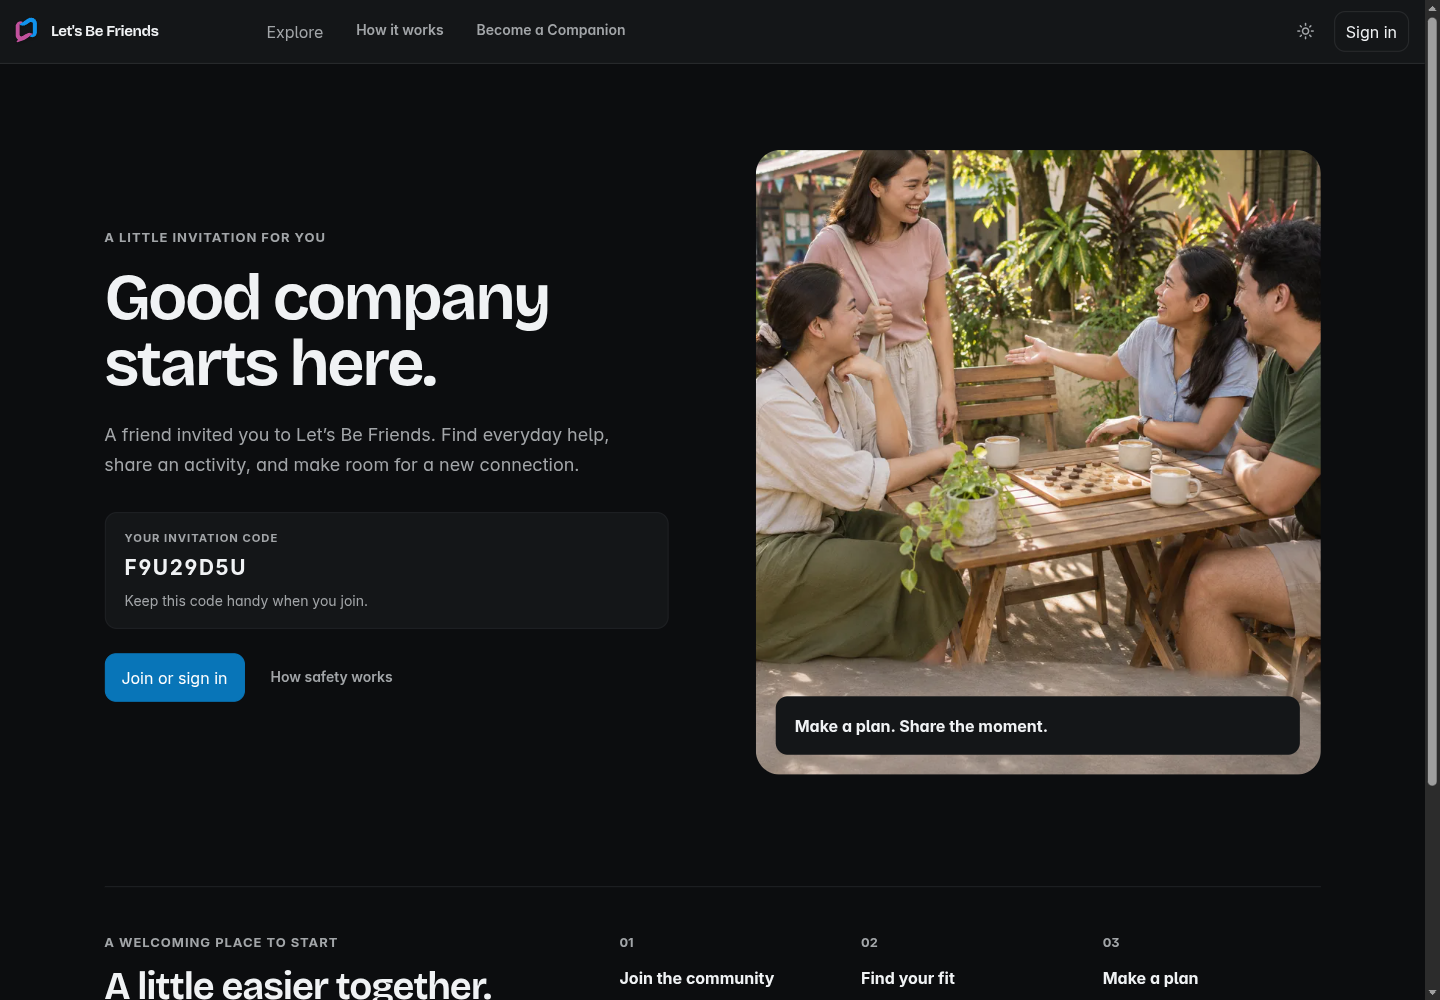 Let's Be Friends
Explore
How it works
Become a Companion
Sign in
A LITTLE INVITATION FOR YOU
Good company
starts here.
A friend invited you to Let’s Be Friends. Find everyday help,
share an activity, and make room for a new connection.
YOUR INVITATION CODE
F9U29D5U
Keep this code handy when you join.
Join or sign in
How safety works
Make a plan. Share the moment.
A WELCOMING PLACE TO START
A little easier together.
01
Join the community
02
Find your fit
03
Make a plan